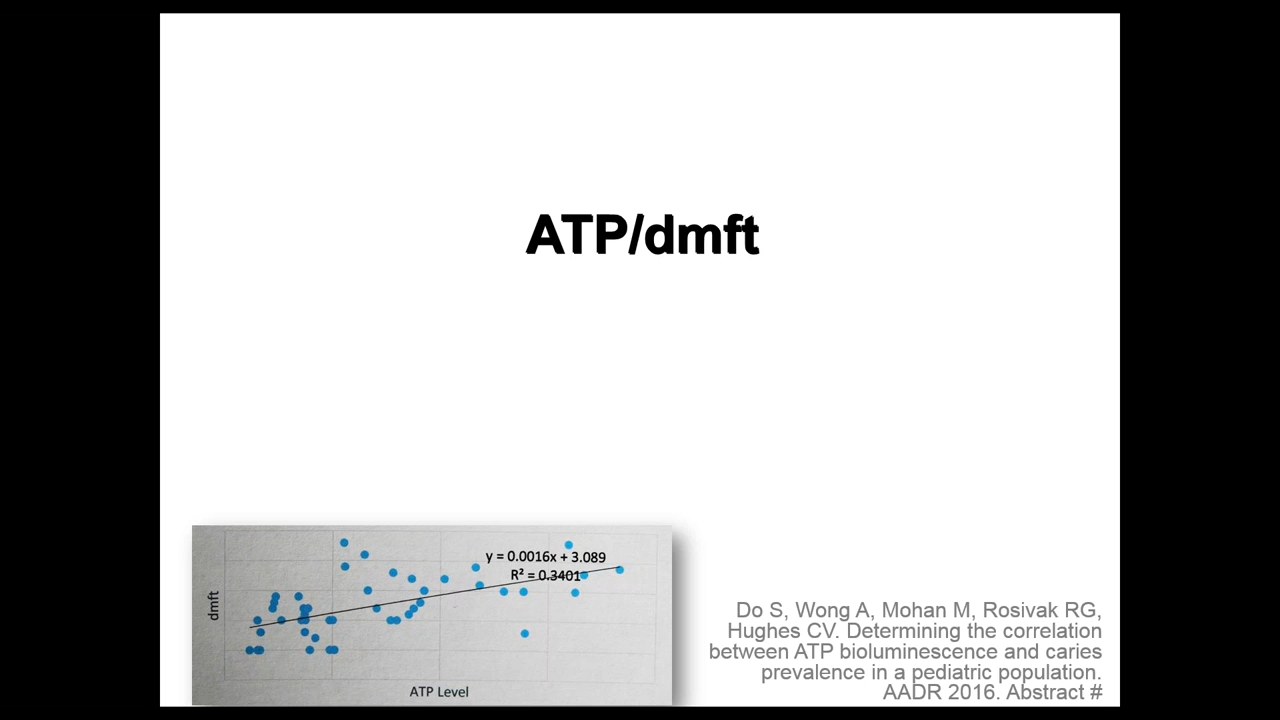 ATP/dmft
y = 0.0016x + 3.089
R² = 0.3401
dmft
ATP Level
Do S, Wong A, Mohan M, Rosivak RG,
Hughes CV. Determining the correlation
between ATP bioluminescence and caries
prevalence in a pediatric population.
AADR 2016. Abstract #